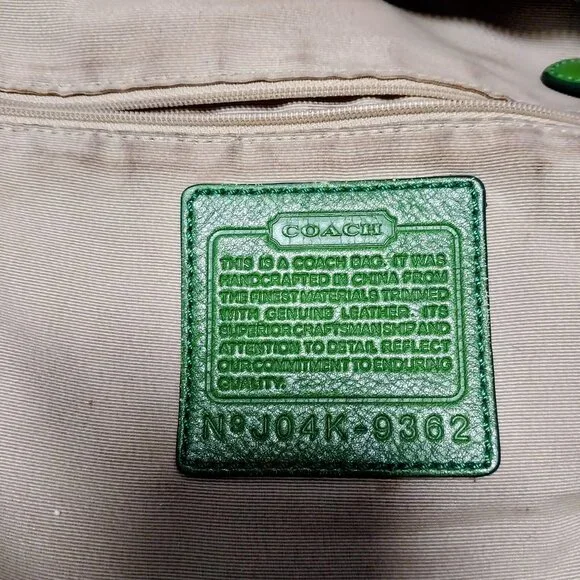 COACH
THIS IS A COACH BAG. IT WAS
HANDCRAFTED IN CHINA FROM
THE FINEST MATERIALS TRIMMED
WITH GENUINE LEATHER. ITS
SUPERIOR CRAFTSMANSHIP AND
ATTENTION TO DETAIL REFLECT
OUR COMMITMENT TO ENDURING
QUALITY.
Nº J04K-9362